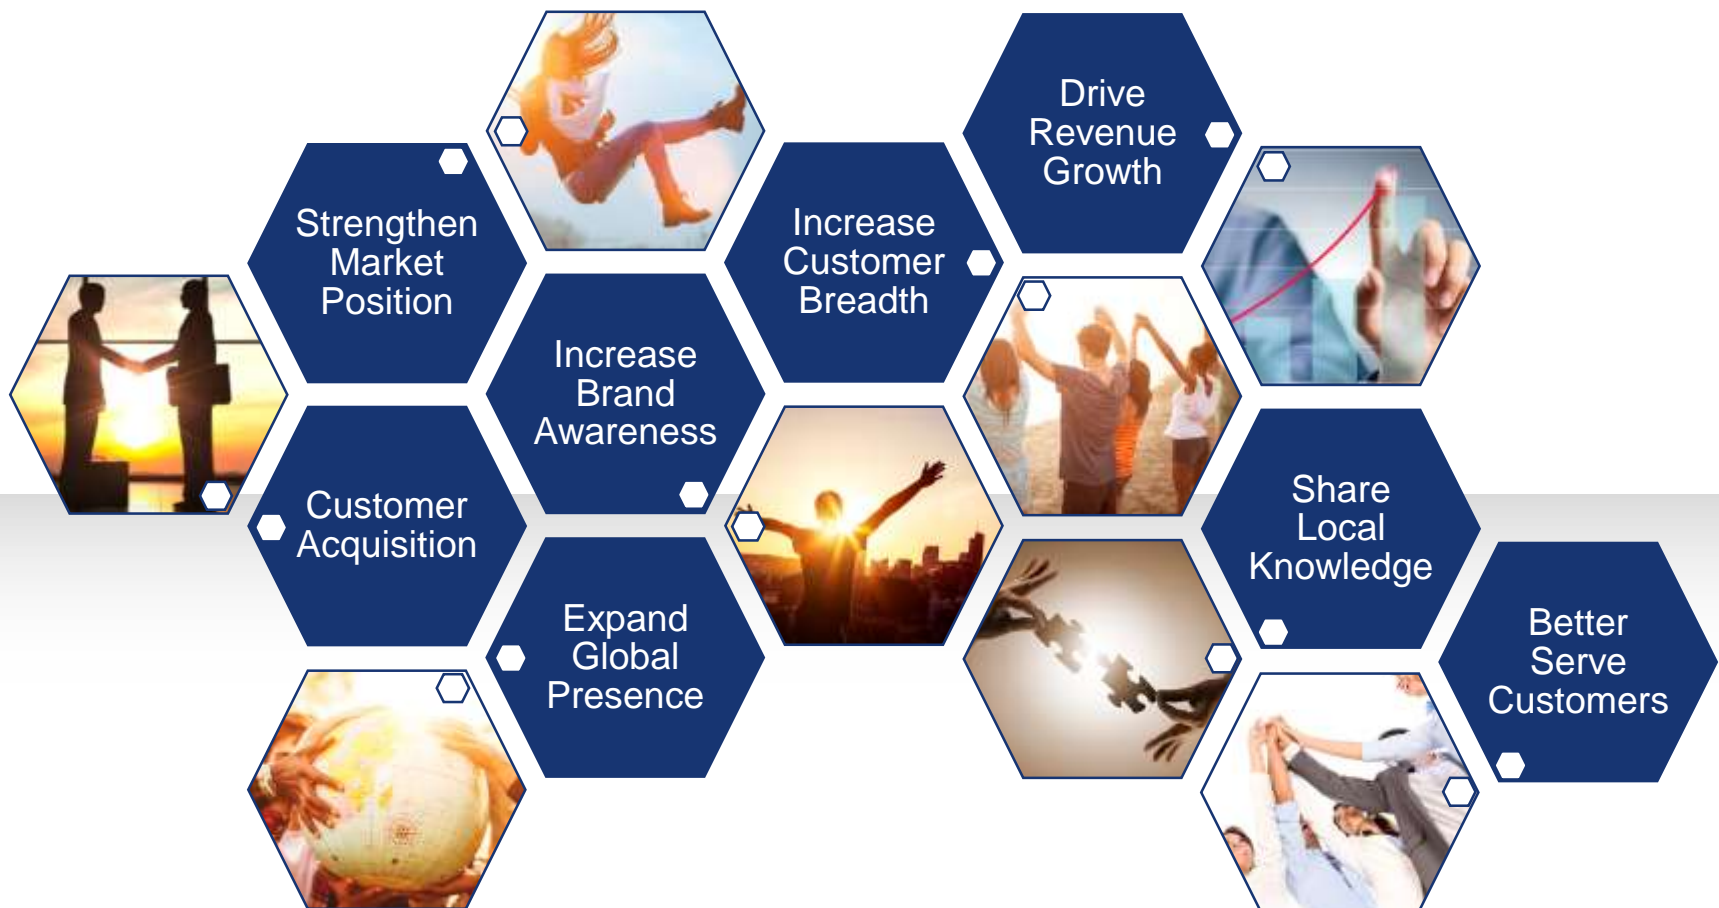 Drive
Revenue
Growth
Strengthen
Market
Position
Increase
Customer
Breadth
Increase
Brand
Awareness
Customer
Acquisition
Share
Local
Knowledge
Expand
Global
Presence
Better
Serve
Customers